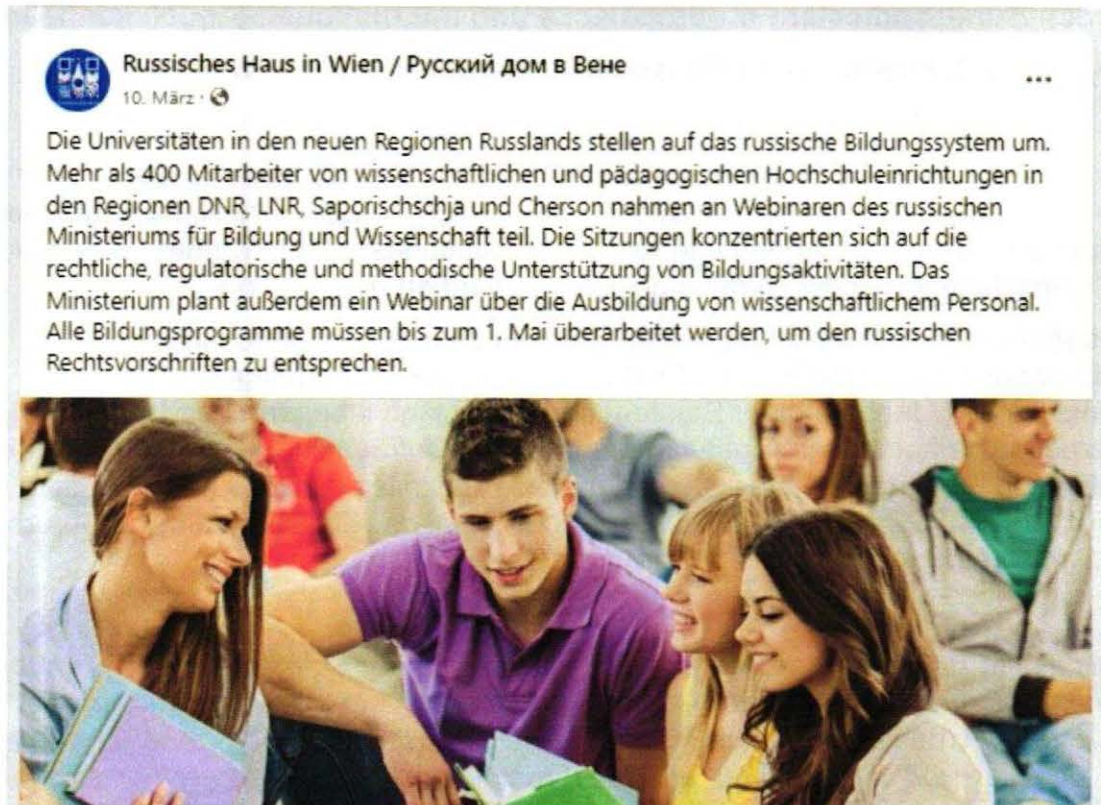 Russisches Haus in Wien / Русский дом в Вене
10. März ·
Die Universitäten in den neuen Regionen Russlands stellen auf das russische Bildungssystem um.
Mehr als 400 Mitarbeiter von wissenschaftlichen und pädagogischen Hochschuleinrichtungen in
den Regionen DNR, LNR, Saporischschja und Cherson nahmen an Webinaren des russischen
Ministeriums für Bildung und Wissenschaft teil. Die Sitzungen konzentrierten sich auf die
rechtliche, regulatorische und methodische Unterstützung von Bildungsaktivitäten. Das
Ministerium plant außerdem ein Webinar über die Ausbildung von wissenschaftlichem Personal.
Alle Bildungsprogramme müssen bis zum 1. Mai überarbeitet werden, um den russischen
Rechtsvorschriften zu entsprechen.